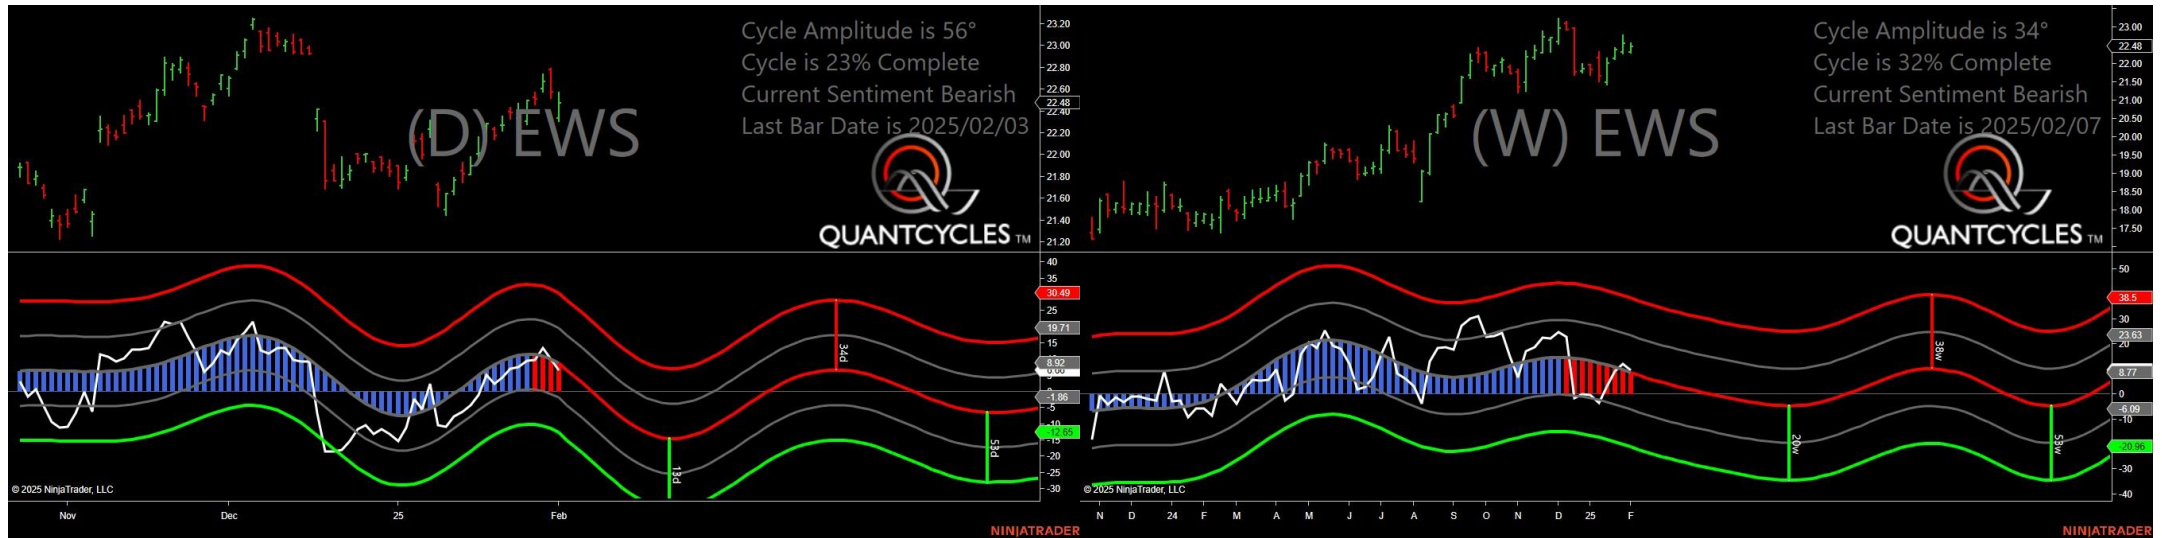 Cycle Amplitude is 56°
Cycle is 23% Complete
Current Sentiment Bearish
Last Bar Date is 2025/02/03
(D) EWS
QUANTCYCLES TM
23.20
23.00
22.80
22.60
22.48
22.40
22.20
22.00
21.80
21.60
21.40
21.20
40
35
30.49
25
19.71
15
8.92
0.00
-1.86
-5
-12.65
-15
-20
-25
-30
34d
13d
53d
© 2025 NinjaTrader, LLC
Nov
Dec
25
Feb
NINJATRADER
Cycle Amplitude is 34°
Cycle is 32% Complete
Current Sentiment Bearish
Last Bar Date is 2025/02/07
(W) EWS
QUANTCYCLES TM
23.00
22.48
22.00
21.50
21.00
20.50
20.00
19.50
19.00
18.50
18.00
17.50
50
38.5
30
23.63
20
8.77
0
-6.09
-10
-20.96
-30
-40
38w
20w
53w
© 2025 NinjaTrader, LLC
N D 24 F M A M J J A S O N D 25 F
NINJATRADER